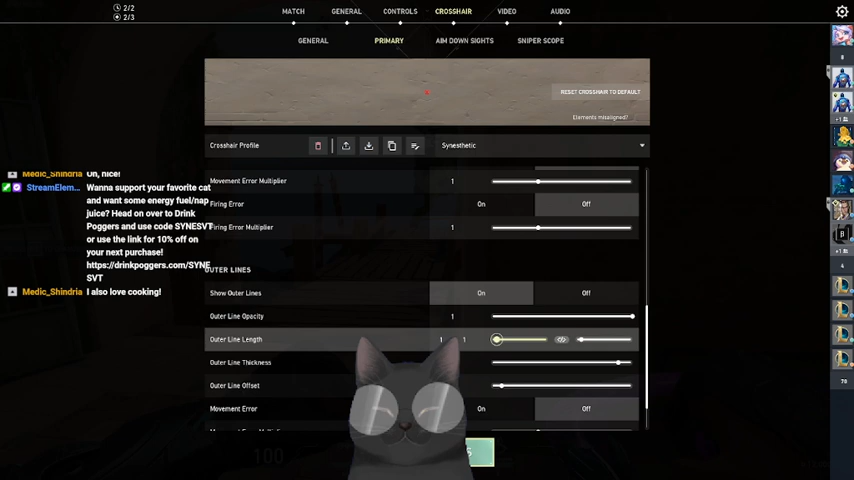 2/2
2/3
MATCH GENERAL CONTROLS CROSSHAIR VIDEO AUDIO
GENERAL PRIMARY AIM DOWN SIGHTS SNIPER SCOPE
RESET CROSSHAIR TO DEFAULT
Elements misaligned?
Crosshair Profile Synesthetic
Medic_Shindria Oh, nice!
Movement Error Multiplier 1
StreamElem... Wanna support your favorite cat
and want some energy fuel/nap
juice? Head on over to Drink
Poggers and use code SYNESVT
or use the link for 10% off on
your next purchase!
https://drinkpoggers.com/SYNE
SVT
Firing Error On Off
Firing Error Multiplier 1
OUTER LINES
Medic_Shindria I also love cooking!
Show Outer Lines On Off
Outer Line Opacity 1
Outer Line Length 1 1
Outer Line Thickness
Outer Line Offset
Movement Error On Off
100
8
+1
+1
4
76